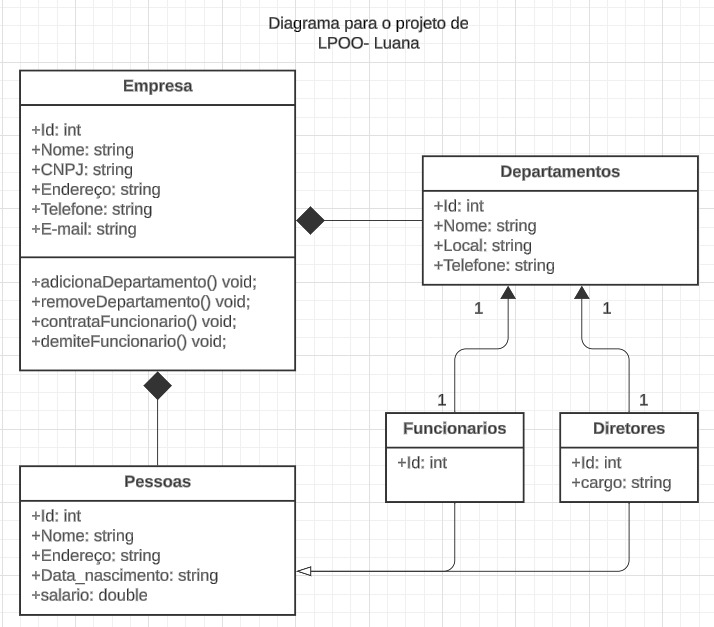 Diagrama para o projeto de
LPOO- Luana
Empresa
+Id: int
+Nome: string
+CNPJ: string
+Endereço: string
+Telefone: string
+E-mail: string
+adicionaDepartamento() void;
+removeDepartamento() void;
+contrataFuncionario() void;
+demiteFuncionario() void;
Departamentos
+Id: int
+Nome: string
+Local: string
+Telefone: string
1
1
1
1
Funcionarios
+Id: int
Diretores
+Id: int
+cargo: string
Pessoas
+Id: int
+Nome: string
+Endereço: string
+Data_nascimento: string
+salario: double